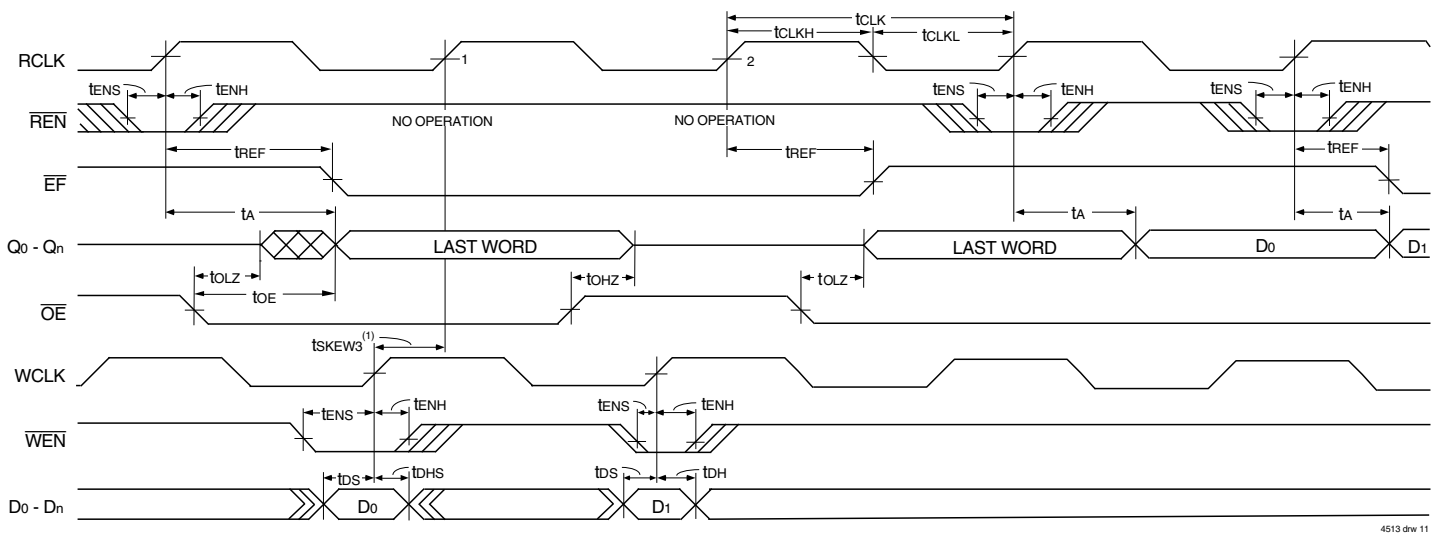 tCLK
tCLKH
tCLKL
RCLK
1
2
tENS
tENH
tENS
tENH
tENS
tENH
REN
NO OPERATION
NO OPERATION
tREF
tREF
tREF
EF
tA
tA
tA
Q0 - Qn
LAST WORD
LAST WORD
D0
D1
tOLZ
tOHZ
tOLZ
tOE
OE
tSKEW3(1)
WCLK
tENS
tENH
tENS
tENH
WEN
tDS
tDHS
tDS
tDH
D0 - Dn
D0
D1
4513 drw 11